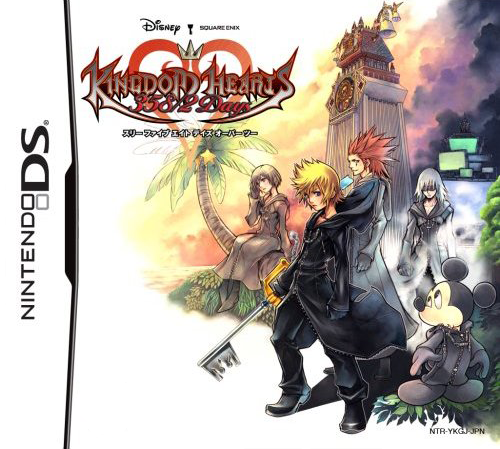 Disney
SQUARE ENIX
KINGDOM HEARTS
358/2 Days
スリー ファイブ エイト デイズ オーバー ツー
NINTENDO DS
NTR-YKGJ-JPN